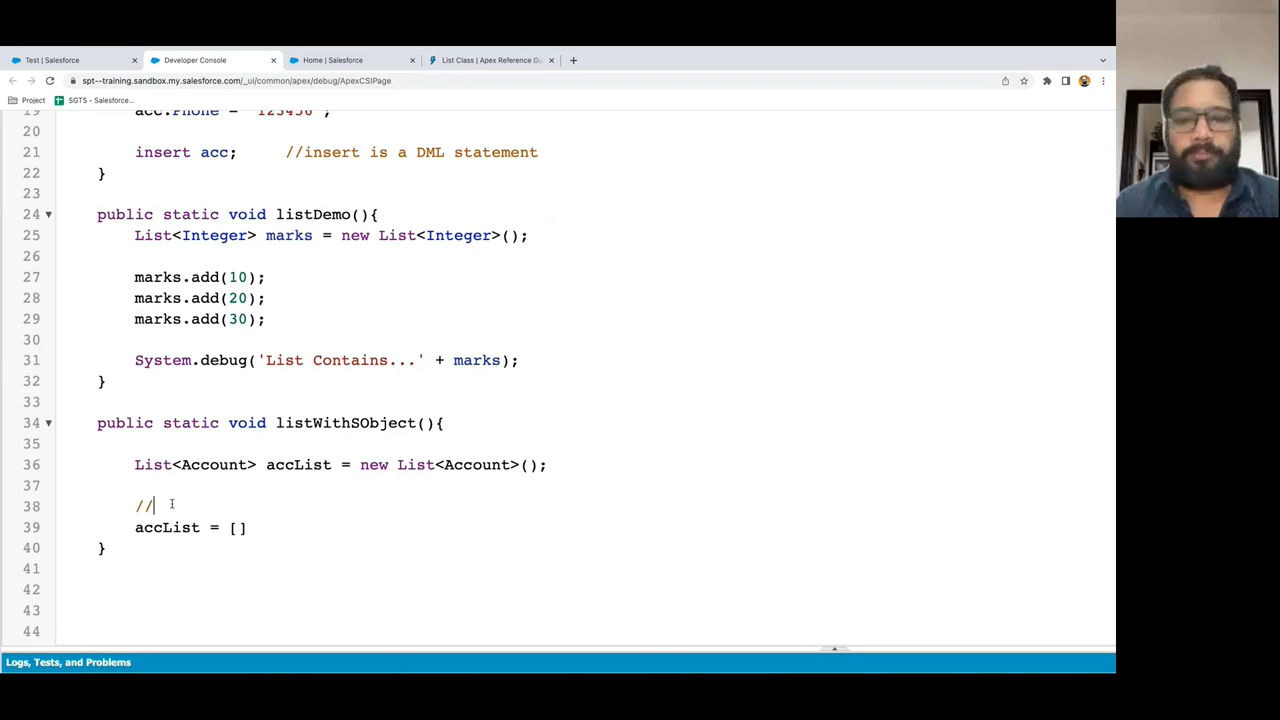 Test | Salesforce
Developer Console
Home | Salesforce
List Class | Apex Reference Gu
spt--training.sandbox.my.salesforce.com/_ui/common/apex/debug/ApexCSIPage
Project
SGTS - Salesforce...
19 acc.Phone = '123456';
20
21 insert acc; //insert is a DML statement
22 }
23
24 public static void listDemo(){
25 List<Integer> marks = new List<Integer>();
26
27 marks.add(10);
28 marks.add(20);
29 marks.add(30);
30
31 System.debug('List Contains...' + marks);
32 }
33
34 public static void listWithSObject(){
35
36 List<Account> accList = new List<Account>();
37
38 //
39 accList = []
40 }
41
42
43
44
Logs, Tests, and Problems